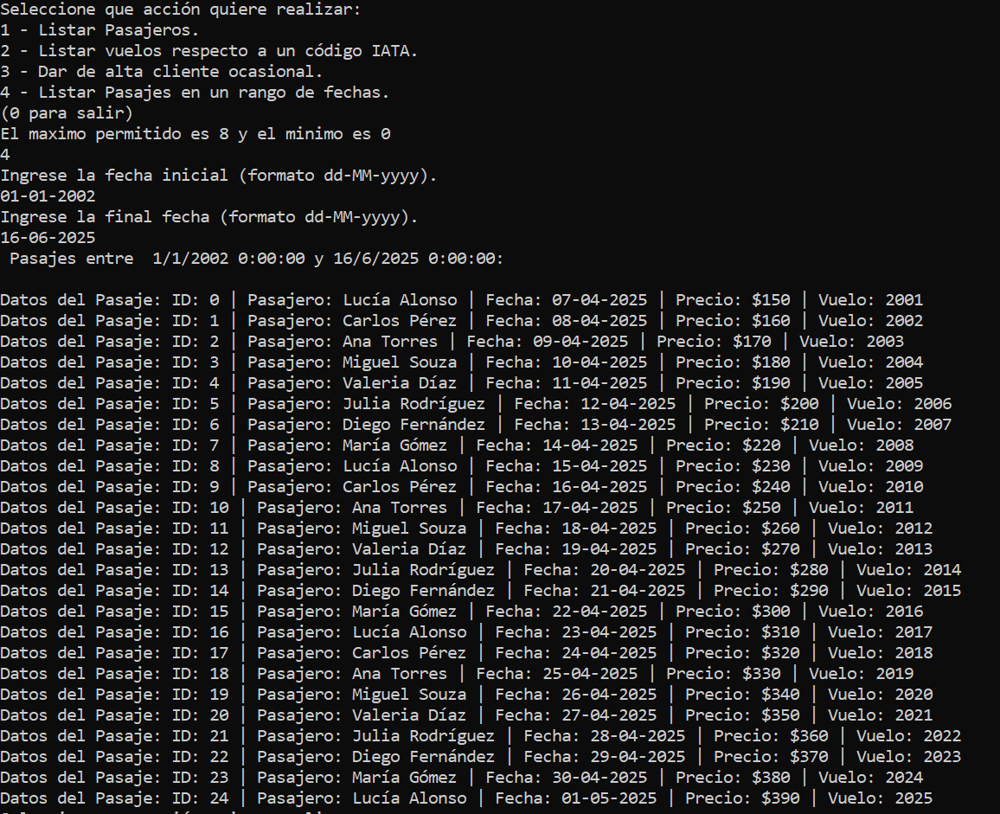 Seleccione que acción quiere realizar:
1 - Listar Pasajeros.
2 - Listar vuelos respecto a un código IATA.
3 - Dar de alta cliente ocasional.
4 - Listar Pasajes en un rango de fechas.
(0 para salir)
El maximo permitido es 8 y el minimo es 0
4
Ingrese la fecha inicial (formato dd-MM-yyyy).
01-01-2002
Ingrese la final fecha (formato dd-MM-yyyy).
16-06-2025
Pasajes entre  1/1/2002 0:00:00 y 16/6/2025 0:00:00:
Datos del Pasaje: ID: 0 | Pasajero: Lucía Alonso | Fecha: 07-04-2025 | Precio: $150 | Vuelo: 2001
Datos del Pasaje: ID: 1 | Pasajero: Carlos Pérez | Fecha: 08-04-2025 | Precio: $160 | Vuelo: 2002
Datos del Pasaje: ID: 2 | Pasajero: Ana Torres | Fecha: 09-04-2025 | Precio: $170 | Vuelo: 2003
Datos del Pasaje: ID: 3 | Pasajero: Miguel Souza | Fecha: 10-04-2025 | Precio: $180 | Vuelo: 2004
Datos del Pasaje: ID: 4 | Pasajero: Valeria Díaz | Fecha: 11-04-2025 | Precio: $190 | Vuelo: 2005
Datos del Pasaje: ID: 5 | Pasajero: Julia Rodríguez | Fecha: 12-04-2025 | Precio: $200 | Vuelo: 2006
Datos del Pasaje: ID: 6 | Pasajero: Diego Fernández | Fecha: 13-04-2025 | Precio: $210 | Vuelo: 2007
Datos del Pasaje: ID: 7 | Pasajero: María Gómez | Fecha: 14-04-2025 | Precio: $220 | Vuelo: 2008
Datos del Pasaje: ID: 8 | Pasajero: Lucía Alonso | Fecha: 15-04-2025 | Precio: $230 | Vuelo: 2009
Datos del Pasaje: ID: 9 | Pasajero: Carlos Pérez | Fecha: 16-04-2025 | Precio: $240 | Vuelo: 2010
Datos del Pasaje: ID: 10 | Pasajero: Ana Torres | Fecha: 17-04-2025 | Precio: $250 | Vuelo: 2011
Datos del Pasaje: ID: 11 | Pasajero: Miguel Souza | Fecha: 18-04-2025 | Precio: $260 | Vuelo: 2012
Datos del Pasaje: ID: 12 | Pasajero: Valeria Díaz | Fecha: 19-04-2025 | Precio: $270 | Vuelo: 2013
Datos del Pasaje: ID: 13 | Pasajero: Julia Rodríguez | Fecha: 20-04-2025 | Precio: $280 | Vuelo: 2014
Datos del Pasaje: ID: 14 | Pasajero: Diego Fernández | Fecha: 21-04-2025 | Precio: $290 | Vuelo: 2015
Datos del Pasaje: ID: 15 | Pasajero: María Gómez | Fecha: 22-04-2025 | Precio: $300 | Vuelo: 2016
Datos del Pasaje: ID: 16 | Pasajero: Lucía Alonso | Fecha: 23-04-2025 | Precio: $310 | Vuelo: 2017
Datos del Pasaje: ID: 17 | Pasajero: Carlos Pérez | Fecha: 24-04-2025 | Precio: $320 | Vuelo: 2018
Datos del Pasaje: ID: 18 | Pasajero: Ana Torres | Fecha: 25-04-2025 | Precio: $330 | Vuelo: 2019
Datos del Pasaje: ID: 19 | Pasajero: Miguel Souza | Fecha: 26-04-2025 | Precio: $340 | Vuelo: 2020
Datos del Pasaje: ID: 20 | Pasajero: Valeria Díaz | Fecha: 27-04-2025 | Precio: $350 | Vuelo: 2021
Datos del Pasaje: ID: 21 | Pasajero: Julia Rodríguez | Fecha: 28-04-2025 | Precio: $360 | Vuelo: 2022
Datos del Pasaje: ID: 22 | Pasajero: Diego Fernández | Fecha: 29-04-2025 | Precio: $370 | Vuelo: 2023
Datos del Pasaje: ID: 23 | Pasajero: María Gómez | Fecha: 30-04-2025 | Precio: $380 | Vuelo: 2024
Datos del Pasaje: ID: 24 | Pasajero: Lucía Alonso | Fecha: 01-05-2025 | Precio: $390 | Vuelo: 2025